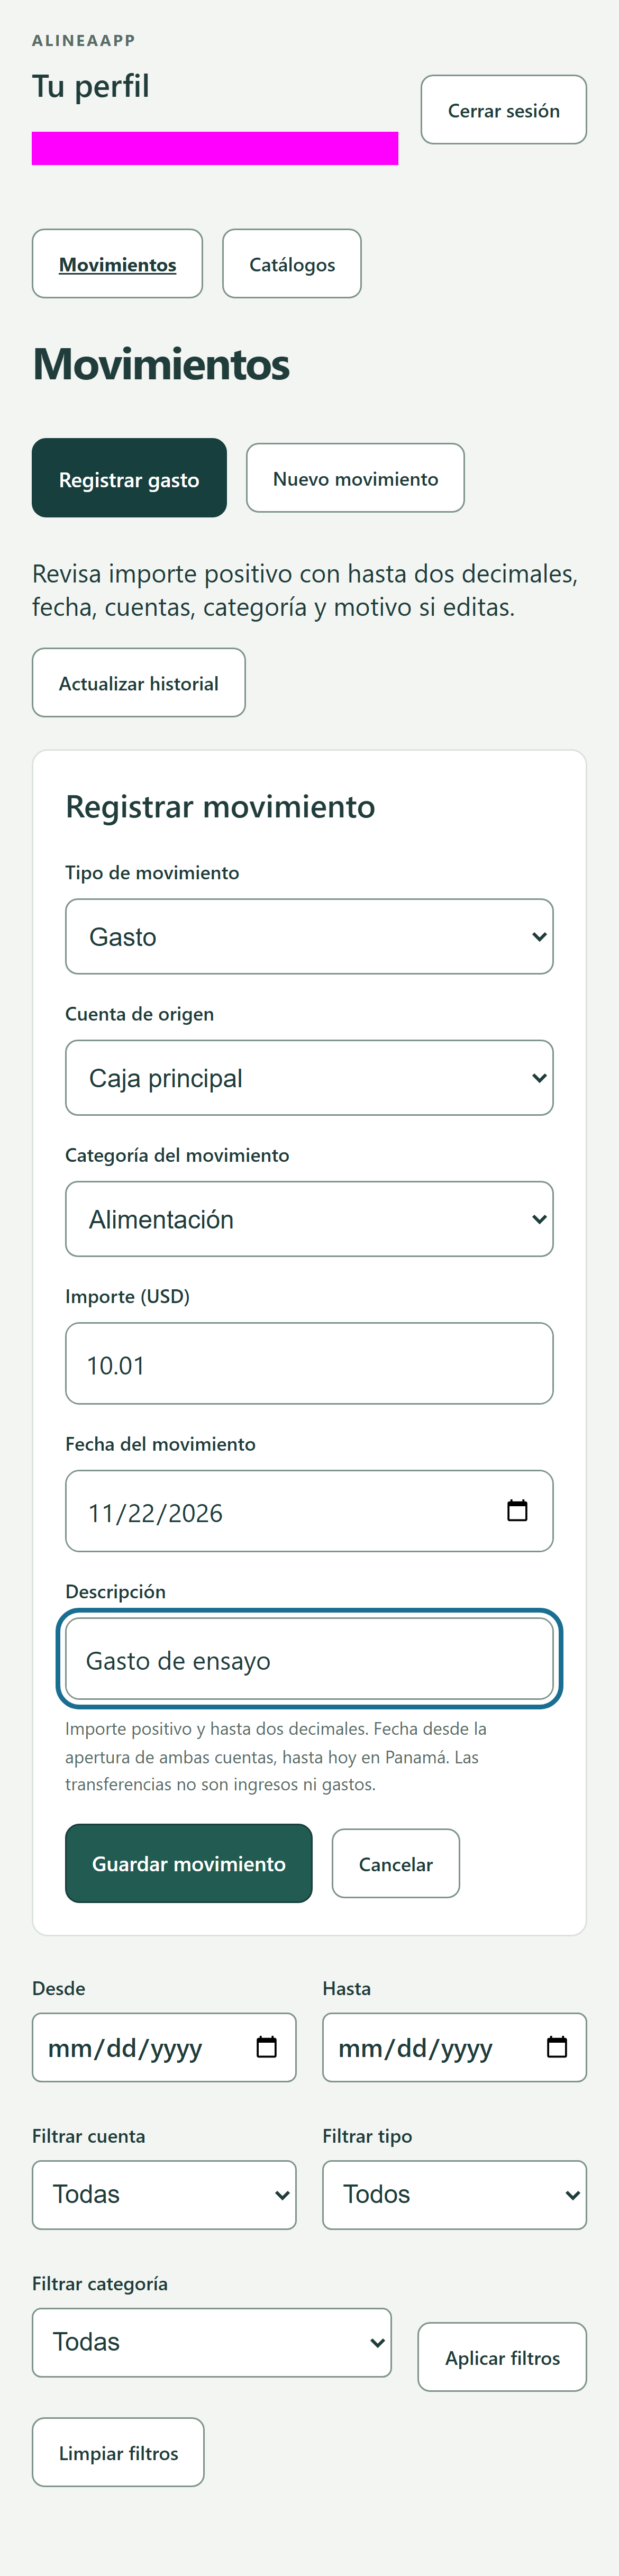 ALINEAAPP
Tu perfil
Cerrar sesión
Movimientos
Catálogos
Movimientos
Registrar gasto
Nuevo movimiento
Revisa importe positivo con hasta dos decimales,
fecha, cuentas, categoría y motivo si editas.
Actualizar historial
Registrar movimiento
Tipo de movimiento
Gasto
Cuenta de origen
Caja principal
Categoría del movimiento
Alimentación
Importe (USD)
10.01
Fecha del movimiento
11/22/2026
Descripción
Gasto de ensayo
Importe positivo y hasta dos decimales. Fecha desde la
apertura de ambas cuentas, hasta hoy en Panamá. Las
transferencias no son ingresos ni gastos.
Guardar movimiento
Cancelar
Desde
Hasta
mm/dd/yyyy
mm/dd/yyyy
Filtrar cuenta
Filtrar tipo
Todas
Todos
Filtrar categoría
Todas
Aplicar filtros
Limpiar filtros